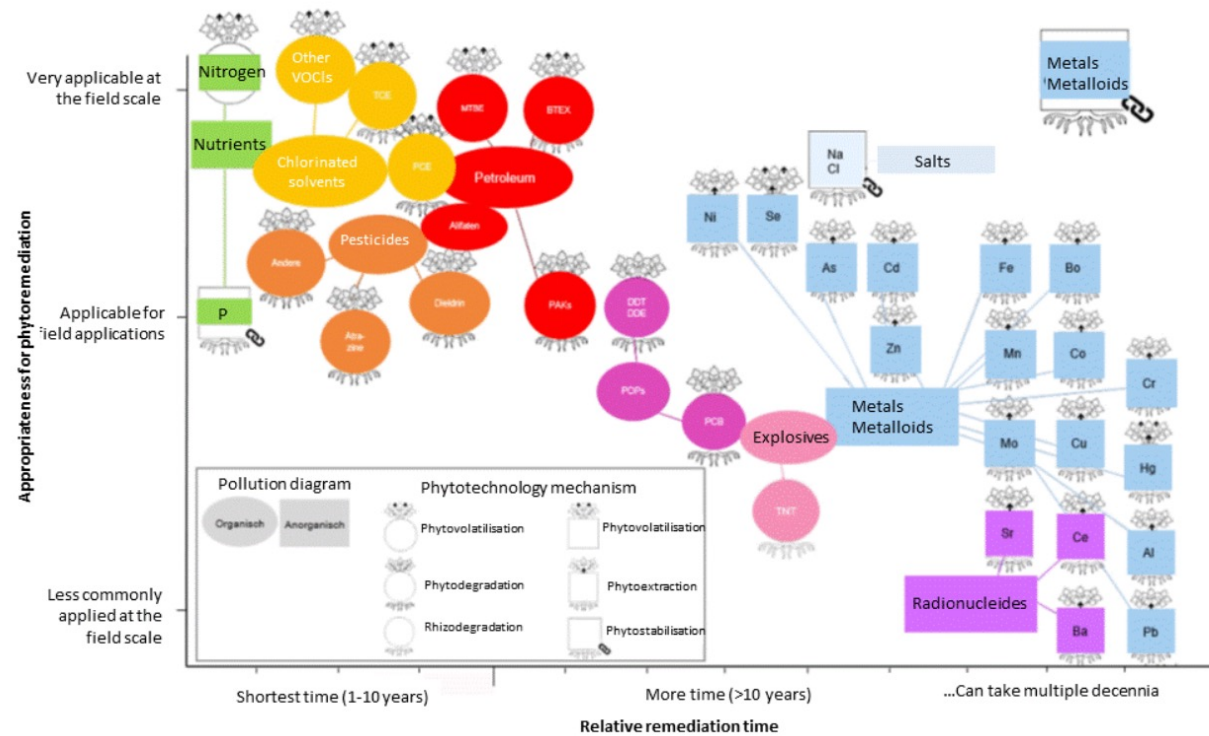 Very applicable at
the field scale
Applicable for
field applications
Less commonly
applied at the
field scale
Appropriateness for phytoremediation
Nitrogen
Nutrients
P
Other
VOCls
TCE
Chlorinated
solvents
PCE
MTBE
BTEX
Petroleum
Alifaten
PAKs
Pesticides
Andere
Atra-
zine
Dieldrin
DDT
DDE
POPs
PCB
Explosives
TNT
Na
Cl
Salts
Metals
Metalloids
Ni
Se
As
Cd
Zn
Fe
Bo
Mn
Co
Cr
Metals
Metalloids
Mo
Cu
Hg
Sr
Ce
Al
Radionucleides
Ba
Pb
Pollution diagram
Organisch
Anorganisch
Phytotechnology mechanism
Phytovolatilisation
Phytovolatilisation
Phytodegradation
Phytoextraction
Rhizodegradation
Phytostabilisation
Shortest time (1-10 years)
More time (>10 years)
...Can take multiple decennia
Relative remediation time